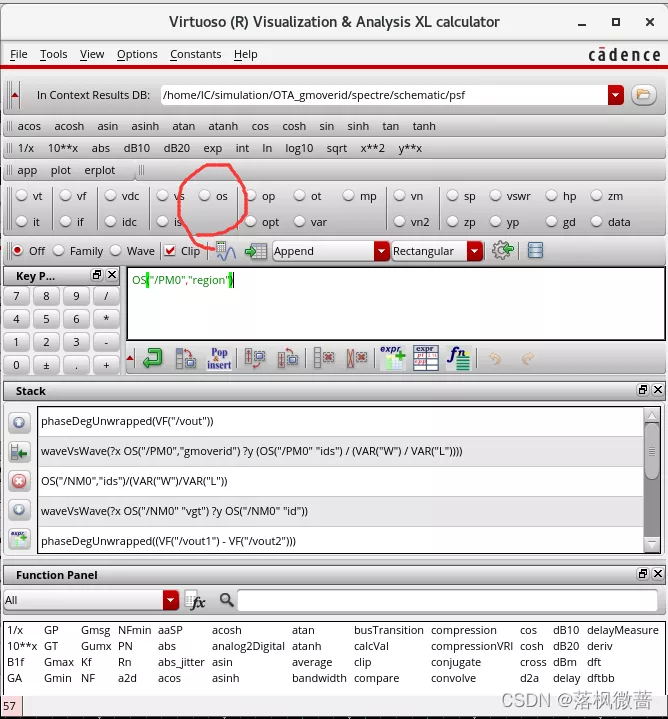 Virtuoso (R) Visualization & Analysis XL calculator
File Tools View Options Constants Help
cādence
In Context Results DB: /home/IC/simulation/OTA_gmoverid/spectre/schematic/psf
acos acosh asin asinh atan atanh cos cosh sin sinh tan tanh
1/x 10**x abs dB10 dB20 exp int ln log10 sqrt x**2 y**x
app plot erplot
vt vf vdc vs os op ot mp vn sp vswr hp zm
it if idc is opt var vn2 zp yp gd data
Off Family Wave Clip Append Rectangular
Key P...
7 8 9 /
4 5 6 *
1 2 3 -
0 ± . +
OS("/PM0","region")
Pop & insert
expr
expr
fn
Stack
phaseDegUnwrapped(VF("/vout"))
waveVsWave(?x OS("/PM0","gmoverid") ?y (OS("/PM0" "ids") / (VAR("W") / VAR("L"))))
OS("/NM0","ids")/(VAR("W")/VAR("L"))
waveVsWave(?x OS("/NM0" "vgt") ?y OS("/NM0" "id"))
expr
phaseDegUnwrapped((VF("/vout1") - VF("/vout2")))
Function Panel
All fx
1/x GP Gmsg NFmin aaSP acosh atan busTransition compression cos dB10 delayMeasure
10**x GT Gumx PN abs analog2Digital atanh calcVal compressionVRI cosh dB20 deriv
B1f Gmax Kf Rn abs_jitter asin average clip conjugate cross dBm dft
GA Gmin NF a2d acos asinh bandwidth compare convolve d2a delay dftbb
57
CSDN @落枫微蔷